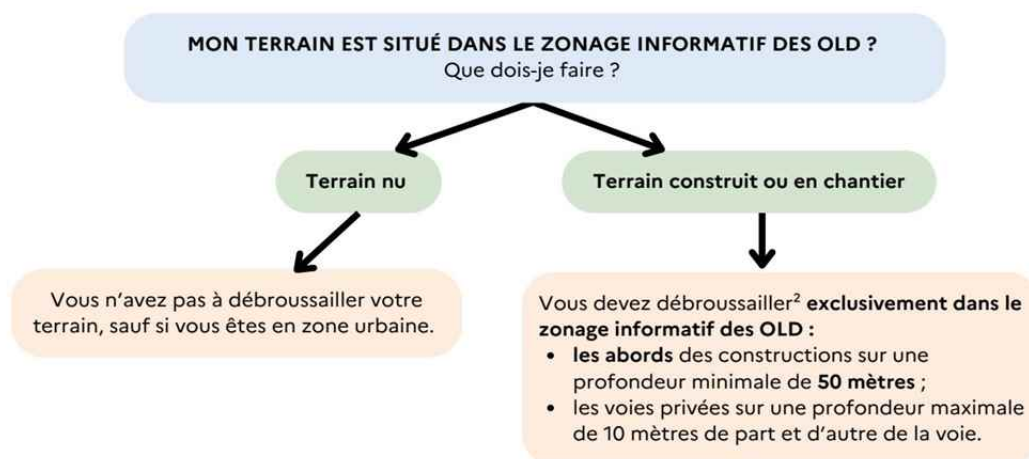 MON TERRAIN EST SITUÉ DANS LE ZONAGE INFORMATIF DES OLD ?
Que dois-je faire ?
Terrain nu
Terrain construit ou en chantier
Vous n'avez pas à débroussailler votre
terrain, sauf si vous êtes en zone urbaine.
Vous devez débroussailler² exclusivement dans le
zonage informatif des OLD :
• les abords des constructions sur une
profondeur minimale de 50 mètres ;
• les voies privées sur une profondeur maximale
de 10 mètres de part et d'autre de la voie.